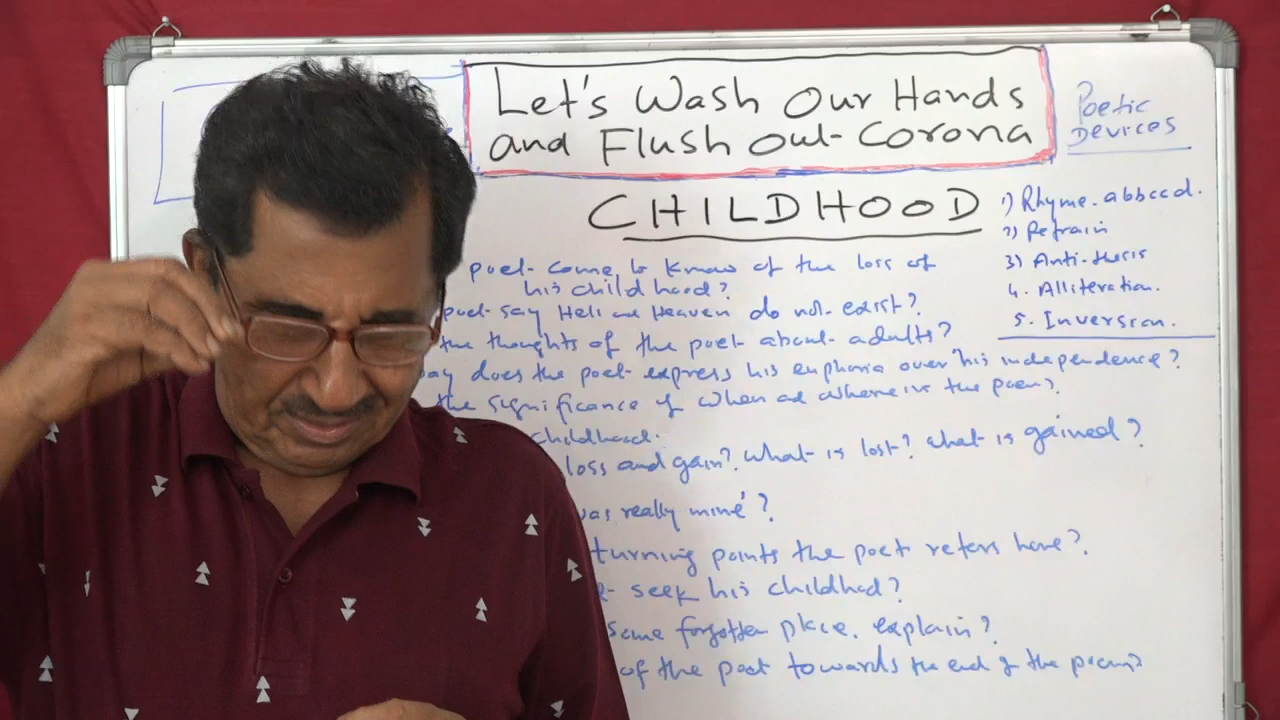 Let's Wash Our Hands
and Flush out Corona
Poetic
Devices
CHILDHOOD
1) Rhyme. abbccd.
2) Refrain
3) Anti-thesis
4. Alliteration.
5. Inversion.
poet come to know of the loss of
his childhood?
poet say Hell and Heaven do not exist?
the thoughts of the poet about adults?
does the poet express his euphoria over his independence?
the significance of when and where in the poem?
childhood.
loss and gain? what is lost? what is gained?
was really mine'?
turning points the poet refers here?
seek his childhood?
some forgotten place. explain?
of the poet towards the end of the poem?